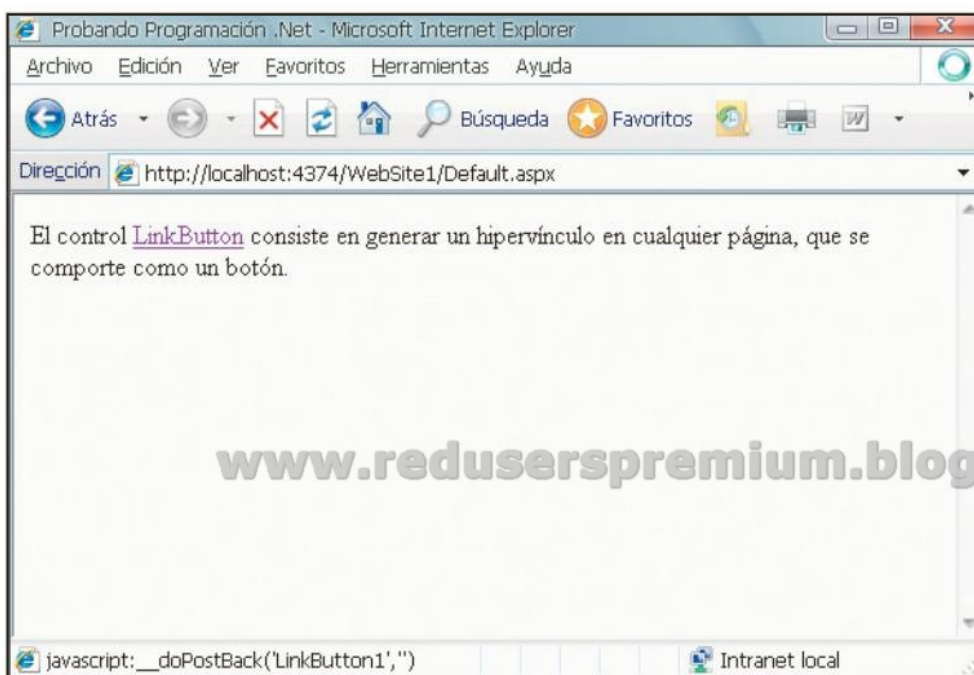 Probando Programación .Net - Microsoft Internet Explorer
Archivo Edición Ver Favoritos Herramientas Ayuda
Atrás Búsqueda Favoritos
Dirección http://localhost:4374/WebSite1/Default.aspx
El control LinkButton consiste en generar un hipervínculo en cualquier página, que se
comporte como un botón.
www.reduserspremium.blog
javascript:__doPostBack('LinkButton1','') Intranet local